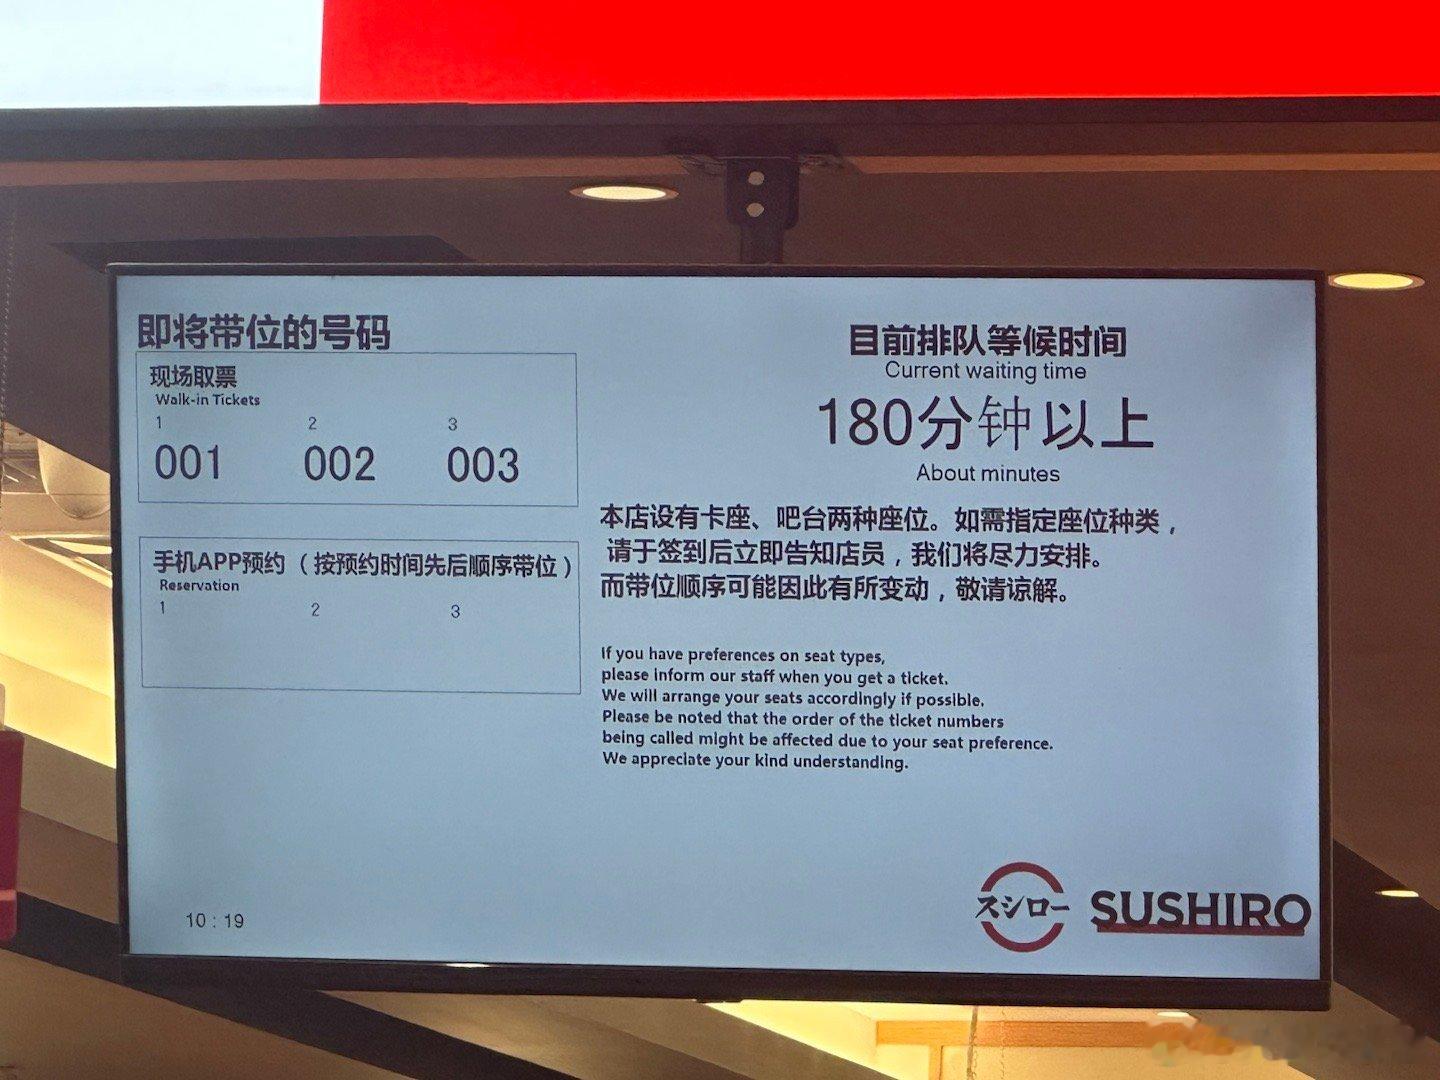 即将带位的号码
现场取票
Walk-in Tickets
1 2 3
001 002 003
手机APP预约（按预约时间先后顺序带位）
Reservation
1 2 3
目前排队等候时间
Current waiting time
180分钟以上
About minutes
本店设有卡座、吧台两种座位。如需指定座位种类，
请于签到后立即告知店员，我们将尽力安排。
而带位顺序可能因此有所变动，敬请谅解。
If you have preferences on seat types,
please inform our staff when you get a ticket.
We will arrange your seats accordingly if possible.
Please be noted that the order of the ticket numbers
being called might be affected due to your seat preference.
We appreciate your kind understanding.
10:19
スシロー SUSHIRO